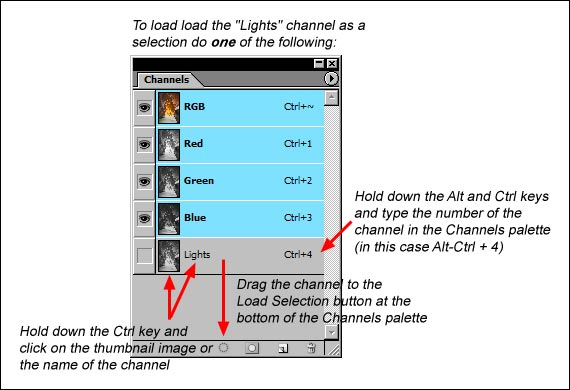 To load load the "Lights" channel as a
selection do one of the following:
Channels
RGB Ctrl+~
Red Ctrl+1
Green Ctrl+2
Blue Ctrl+3
Lights Ctrl+4
Hold down the Alt and Ctrl keys
and type the number of the
channel in the Channels palette
(in this case Alt-Ctrl + 4)
Drag the channel to the
Load Selection button at the
bottom of the Channels palette
Hold down the Ctrl key and
click on the thumbnail image or
the name of the channel